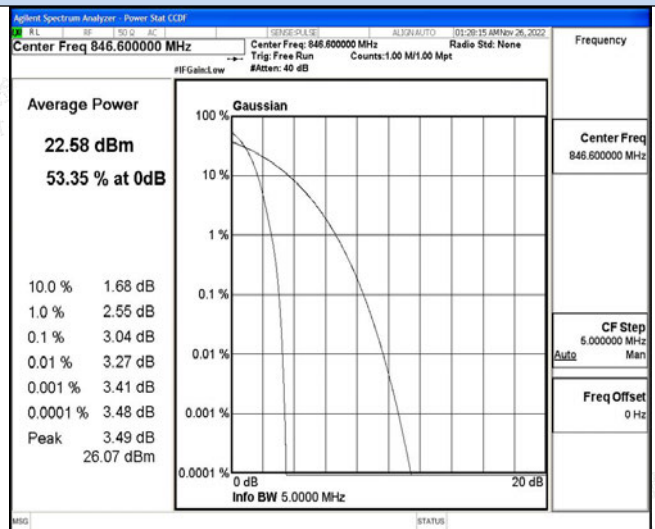 Agilent Spectrum Analyzer - Power Stat CCDF
RL RF 50 Ω AC SENSE:PULSE ALIGN AUTO 01:28:15 AM Nov 26, 2022
Center Freq 846.600000 MHz
Center Freq: 846.600000 MHz Radio Std: None
Trig: Free Run Counts:1.00 M/1.00 Mpt
#IFGain:Low #Atten: 40 dB
Frequency
Average Power
22.58 dBm
53.35 % at 0dB
10.0 % 1.68 dB
1.0 % 2.55 dB
0.1 % 3.04 dB
0.01 % 3.27 dB
0.001 % 3.41 dB
0.0001 % 3.48 dB
Peak 3.49 dB
26.07 dBm
Gaussian
100 %
10 %
1 %
0.1 %
0.01 %
0.001 %
0.0001 %
0 dB 20 dB
Info BW 5.0000 MHz
Center Freq
846.600000 MHz
CF Step
5.000000 MHz
Auto Man
Freq Offset
0 Hz
MSG STATUS